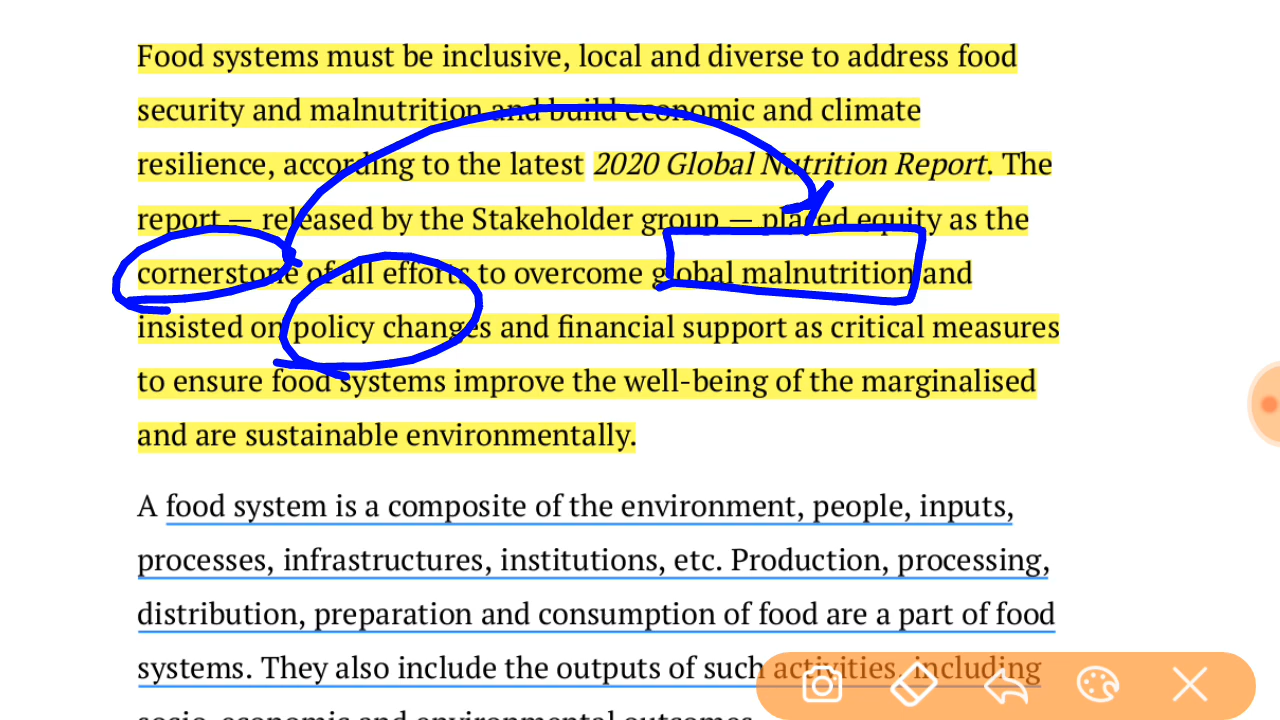 Food systems must be inclusive, local and diverse to address food
security and malnutrition and build economic and climate
resilience, according to the latest 2020 Global Nutrition Report. The
report — released by the Stakeholder group — placed equity as the
cornerstone of all efforts to overcome global malnutrition and
insisted on policy changes and financial support as critical measures
to ensure food systems improve the well-being of the marginalised
and are sustainable environmentally.
A food system is a composite of the environment, people, inputs,
processes, infrastructures, institutions, etc. Production, processing,
distribution, preparation and consumption of food are a part of food
systems. They also include the outputs of such activities, including
socio-economic and environmental outcomes.